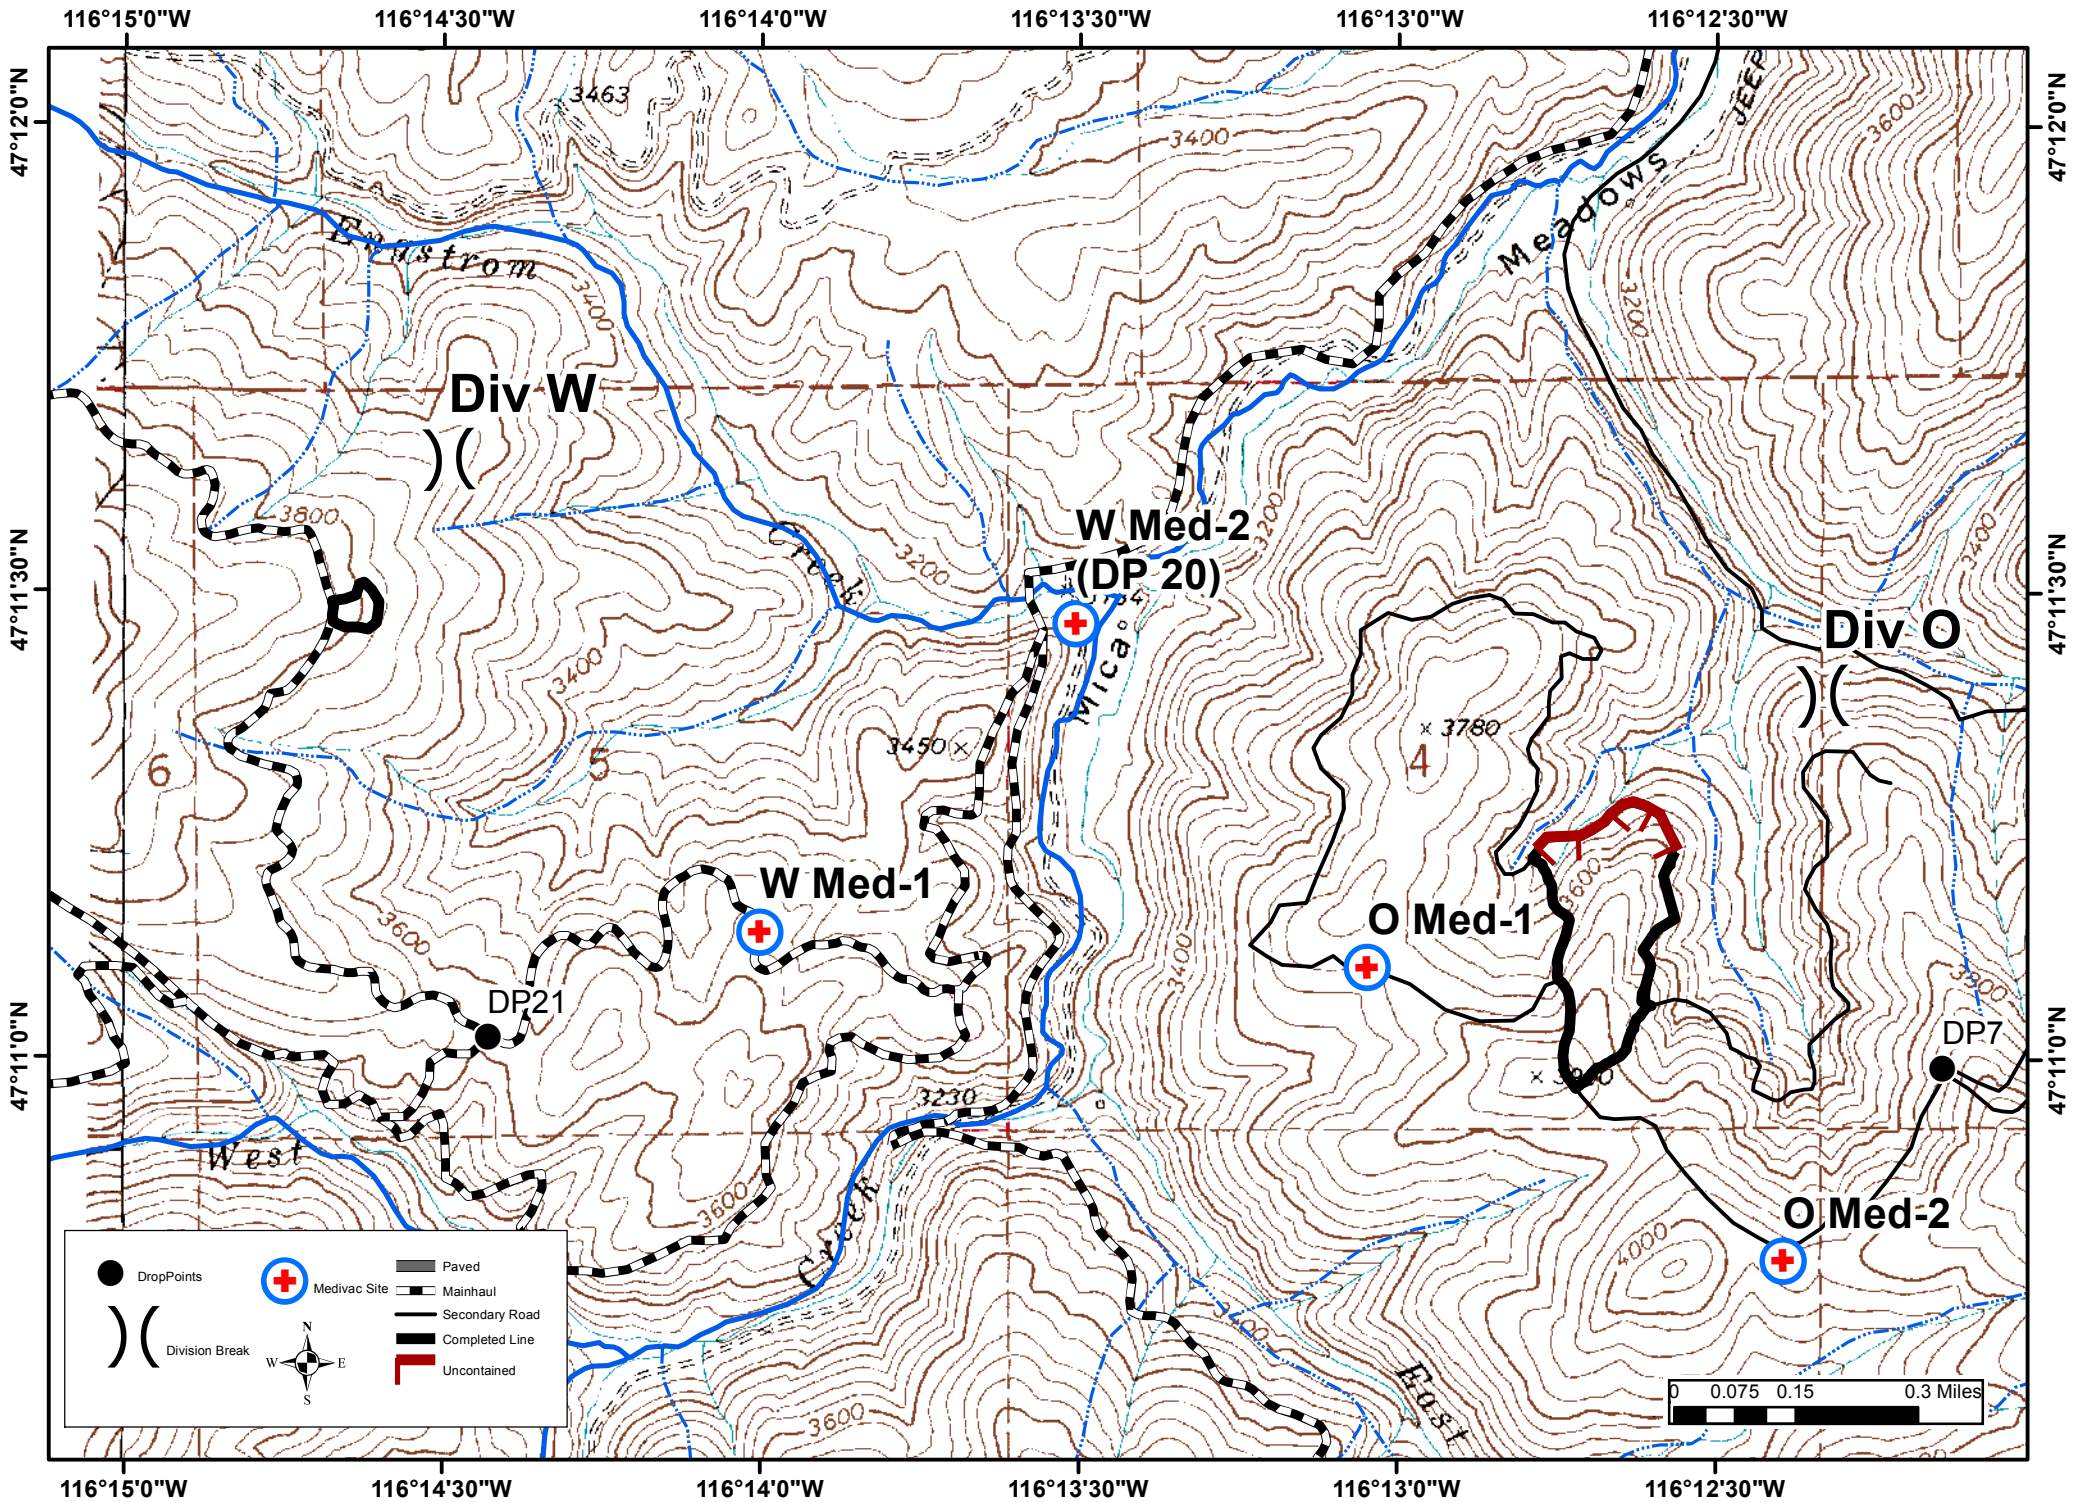 116°15'0"W 116°14'30"W 116°14'0"W 116°13'30"W 116°13'0"W 116°12'30"W
47°12'0"N
47°12'0"N
3463
3400
JEEP
3600
Meadows
Engstrom
3400
3200
Div W
)(
3800
3200
3400
Creek
3200
W Med-2
(DP 20)
47°11'30"N
47°11'30"N
Mica
Div O
)(
3400
3450
3780
6
5
4
W Med-1
3600
O Med-1
3600
3400
3800
DP21
DP7
47°11'0"N
47°11'0"N
3230
West
3600
Creek
O Med-2
4000
3400
East
3600
DropPoints
Medivac Site
Division Break
N
W E
S
Paved
Mainhaul
Secondary Road
Completed Line
Uncontained
0 0.075 0.15 0.3 Miles
116°15'0"W 116°14'30"W 116°14'0"W 116°13'30"W 116°13'0"W 116°12'30"W